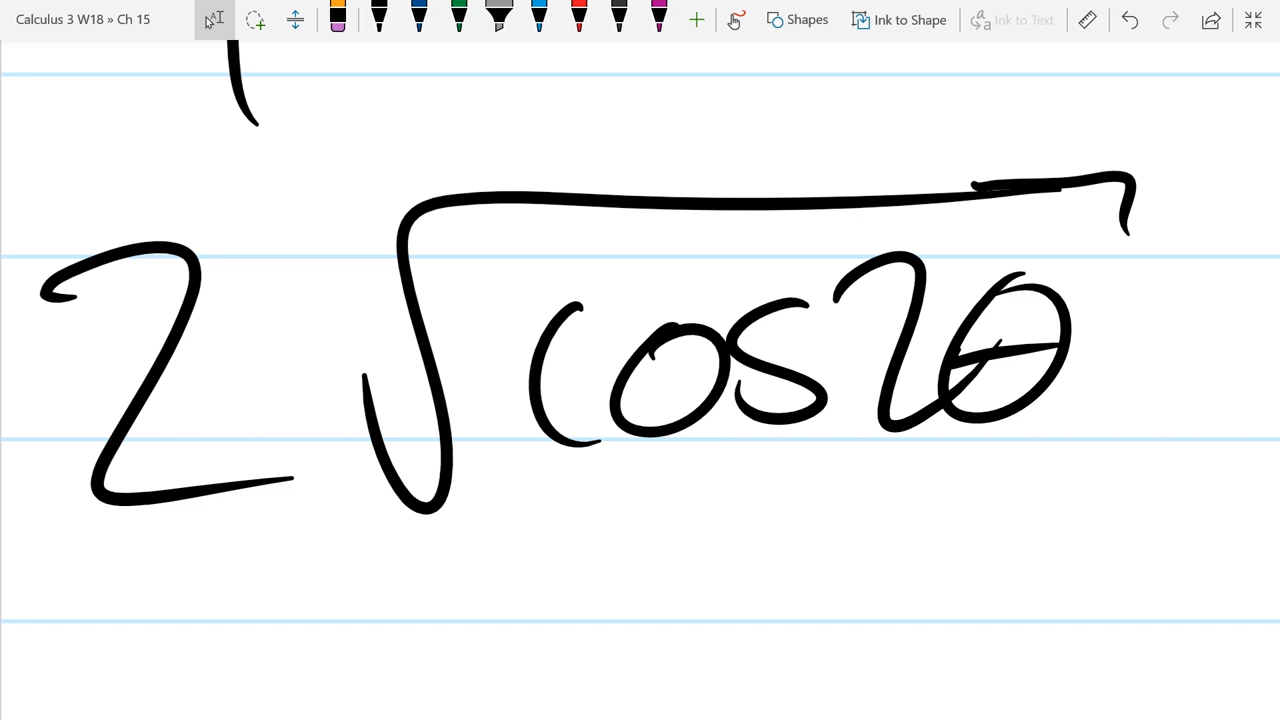 Calculus 3 W18 » Ch 15 Shapes Ink to Shape Ink to Text
2√cos2θ